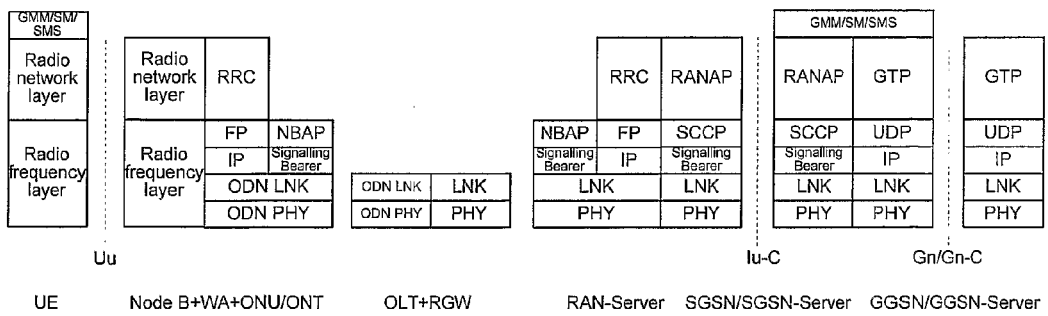 GMM/SM/
SMS
Radio
network
layer
Radio
frequency
layer
Uu
Radio
network
layer
RRC
Radio
frequency
layer
FP NBAP
IP Signalling
Bearer
ODN LNK
ODN PHY
ODN LNK LNK
ODN PHY PHY
RRC RANAP
NBAP FP SCCP
Signalling
Bearer IP Signalling
Bearer
LNK LNK
PHY PHY
Iu-C
GMM/SM/SMS
RANAP GTP
SCCP UDP
Signalling
Bearer IP
LNK LNK
PHY PHY
Gn/Gn-C
GTP
UDP
IP
LNK
PHY
UE Node B+WA+ONU/ONT OLT+RGW RAN-Server SGSN/SGSN-Server GGSN/GGSN-Server